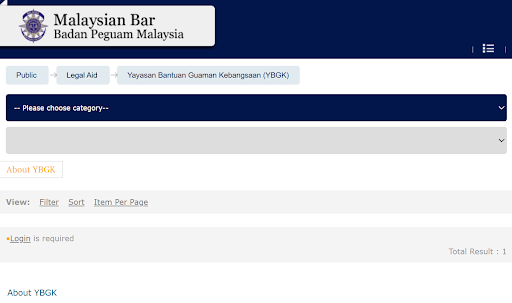 Malaysian Bar
Badan Peguam Malaysia
Public
Legal Aid
Yayasan Bantuan Guaman Kebangsaan (YBGK)
-- Please choose category--
About YBGK
View: Filter Sort Item Per Page
Login is required
Total Result : 1
About YBGK